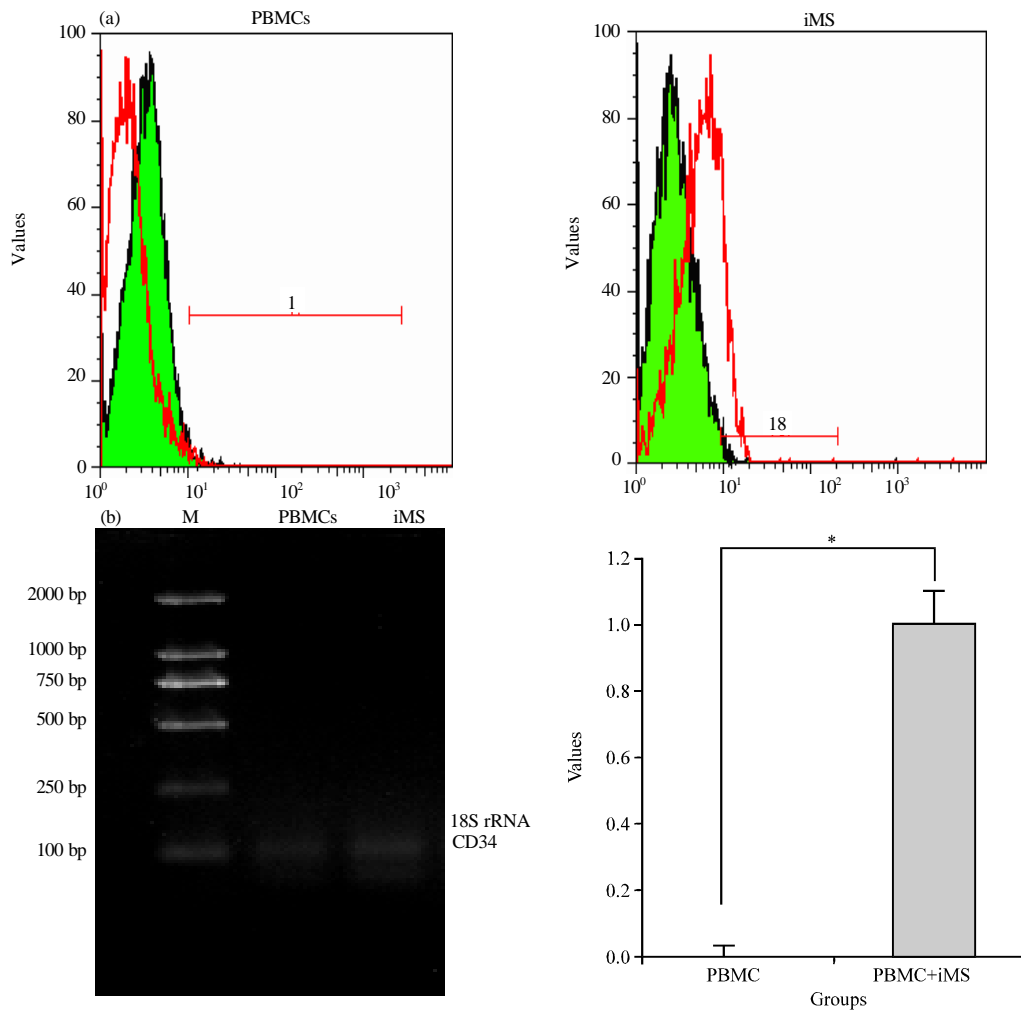 (a) PBMCs
100
80
60
40
20
0
Values
1
10⁰ 10¹ 10² 10³
iMS
100
80
60
40
20
0
Values
18
10⁰ 10¹ 10² 10³
(b) M PBMCs iMS
2000 bp
1000 bp
750 bp
500 bp
250 bp
100 bp
18S rRNA
CD34
*
1.2
1.0
0.8
0.6
0.4
0.2
0.0
Values
PBMC PBMC+iMS
Groups